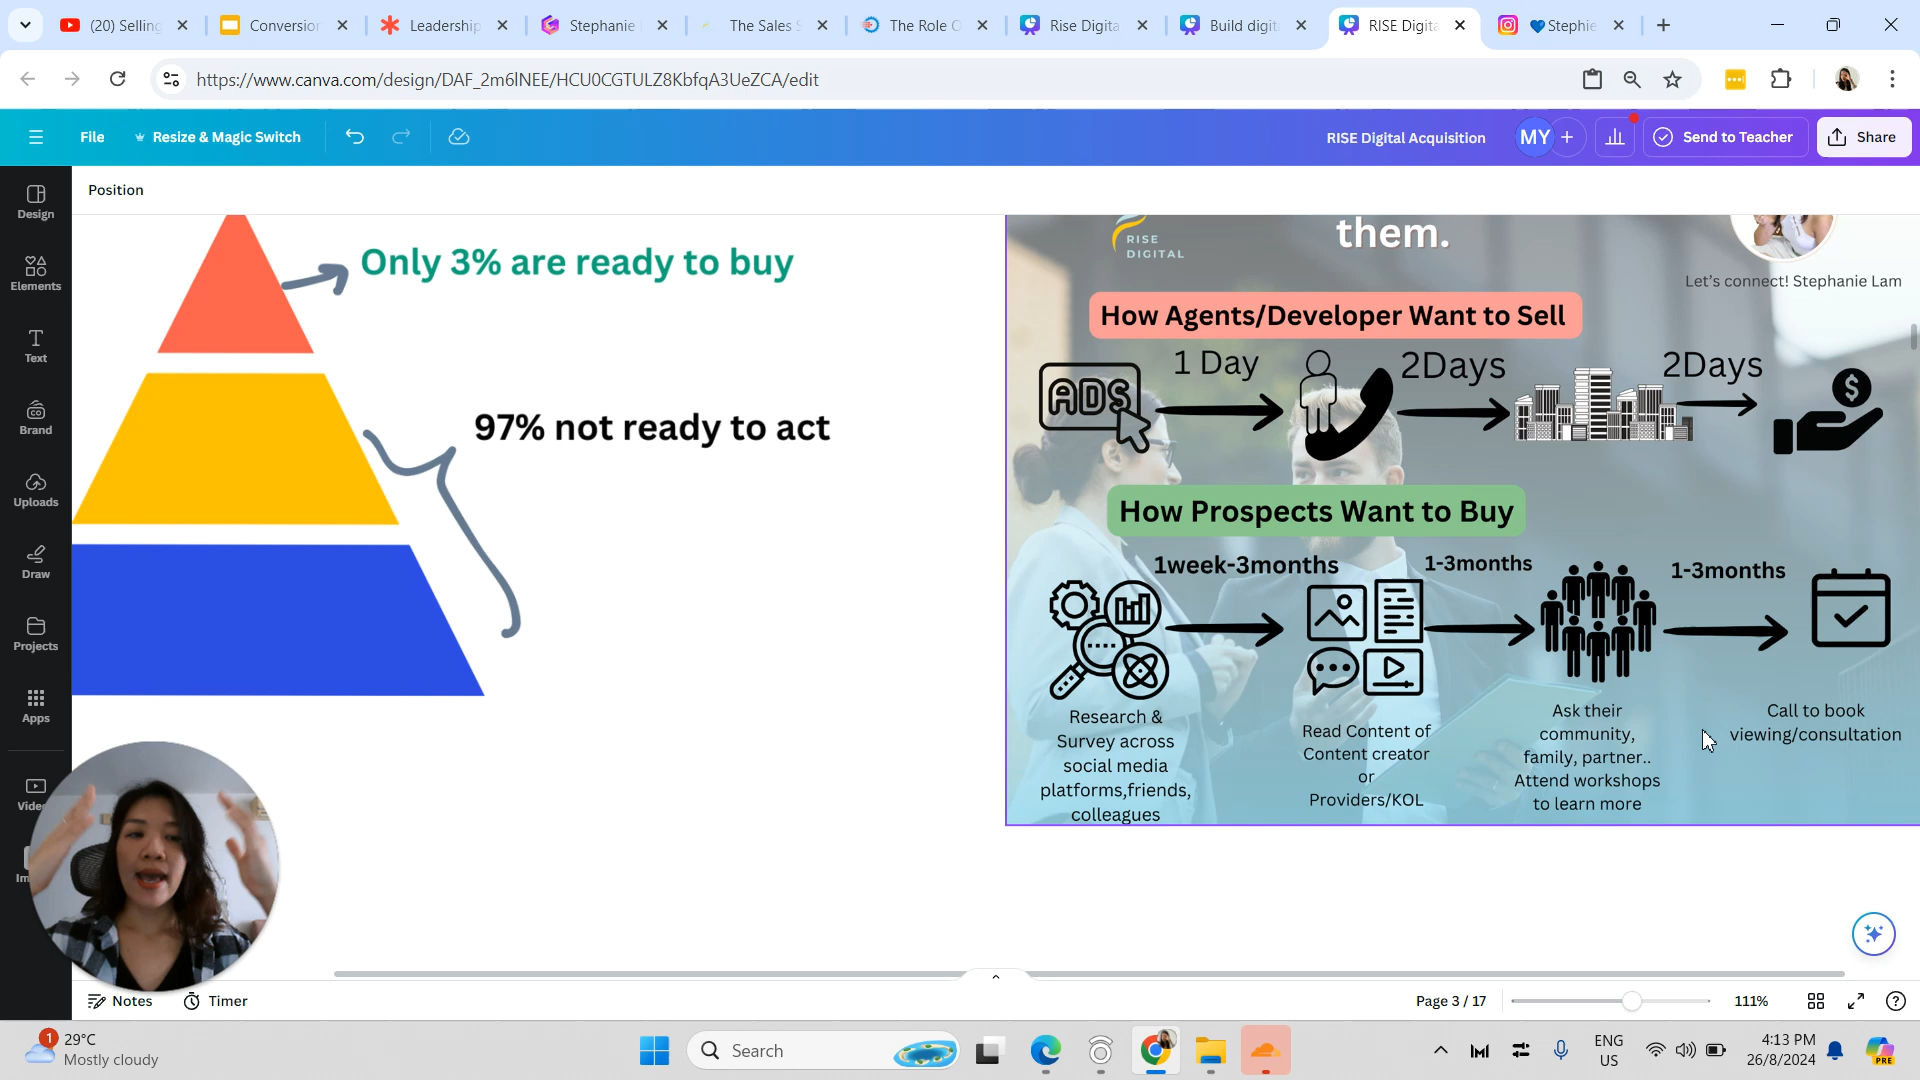 (20) Selling
Conversion
Leadership
Stephanie
The Sales S
The Role O
Rise Digita
Build digit
RISE Digita
Stephie
https://www.canva.com/design/DAF_2m6lNEE/HCU0CGTULZ8KbfqA3UeZCA/edit
File
Resize & Magic Switch
RISE Digital Acquisition
MY
Send to Teacher
Share
Position
Design
Elements
Text
Brand
Uploads
Draw
Projects
Apps
Only 3% are ready to buy
97% not ready to act
RISE
DIGITAL
them.
Let's connect! Stephanie Lam
How Agents/Developer Want to Sell
ADS
1 Day
2Days
2Days
How Prospects Want to Buy
1week-3months
1-3months
1-3months
Research &
Survey across
social media
platforms,friends,
colleagues
Read Content of
Content creator
or
Providers/KOL
Ask their
community,
family, partner..
Attend workshops
to learn more
Call to book
viewing/consultation
Notes
Timer
Page 3 / 17
111%
1
29°C
Mostly cloudy
Search
ENG
US
4:13 PM
26/8/2024
PRE